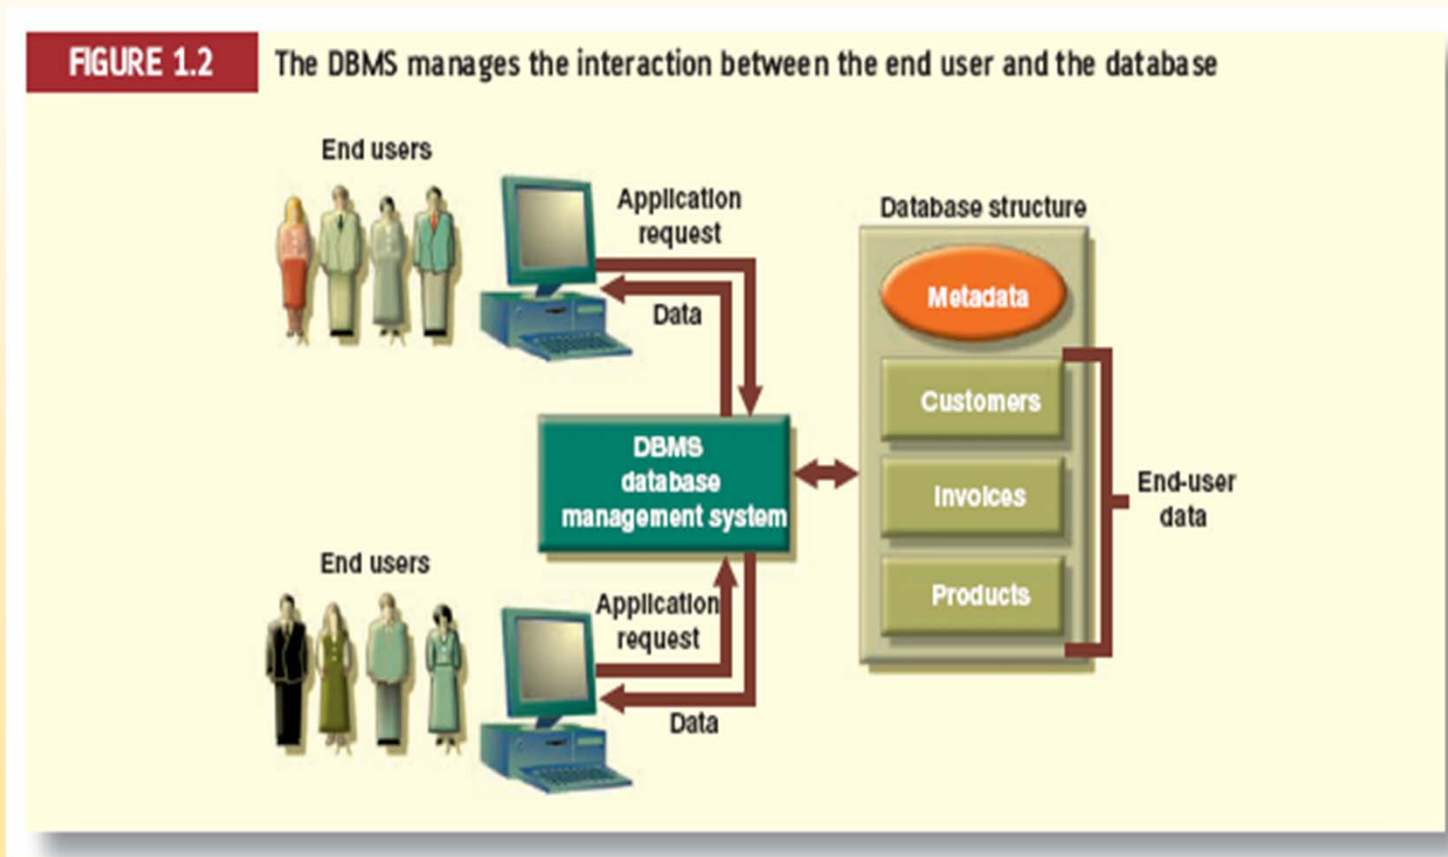 FIGURE 1.2
The DBMS manages the interaction between the end user and the database
End users
Application
request
Data
Database structure
Metadata
Customers
Invoices
Products
End-user
data
DBMS
database
management system
End users
Application
request
Data